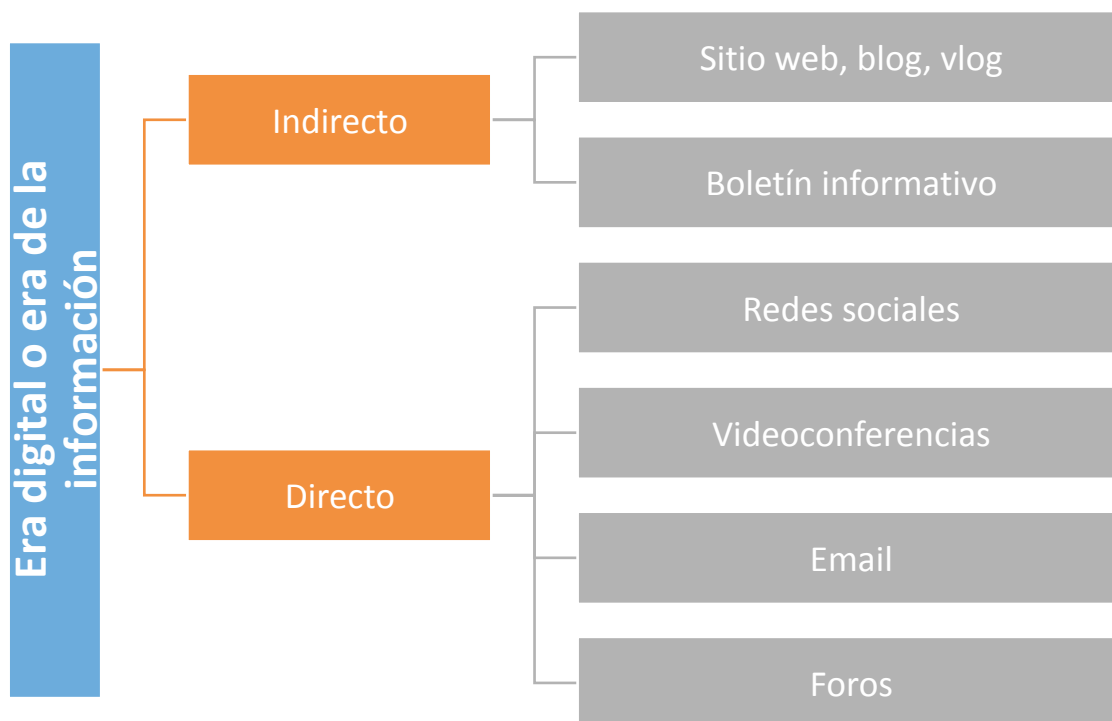 Era digital o era de la
información
Indirecto
Sitio web, blog, vlog
Boletín informativo
Directo
Redes sociales
Videoconferencias
Email
Foros